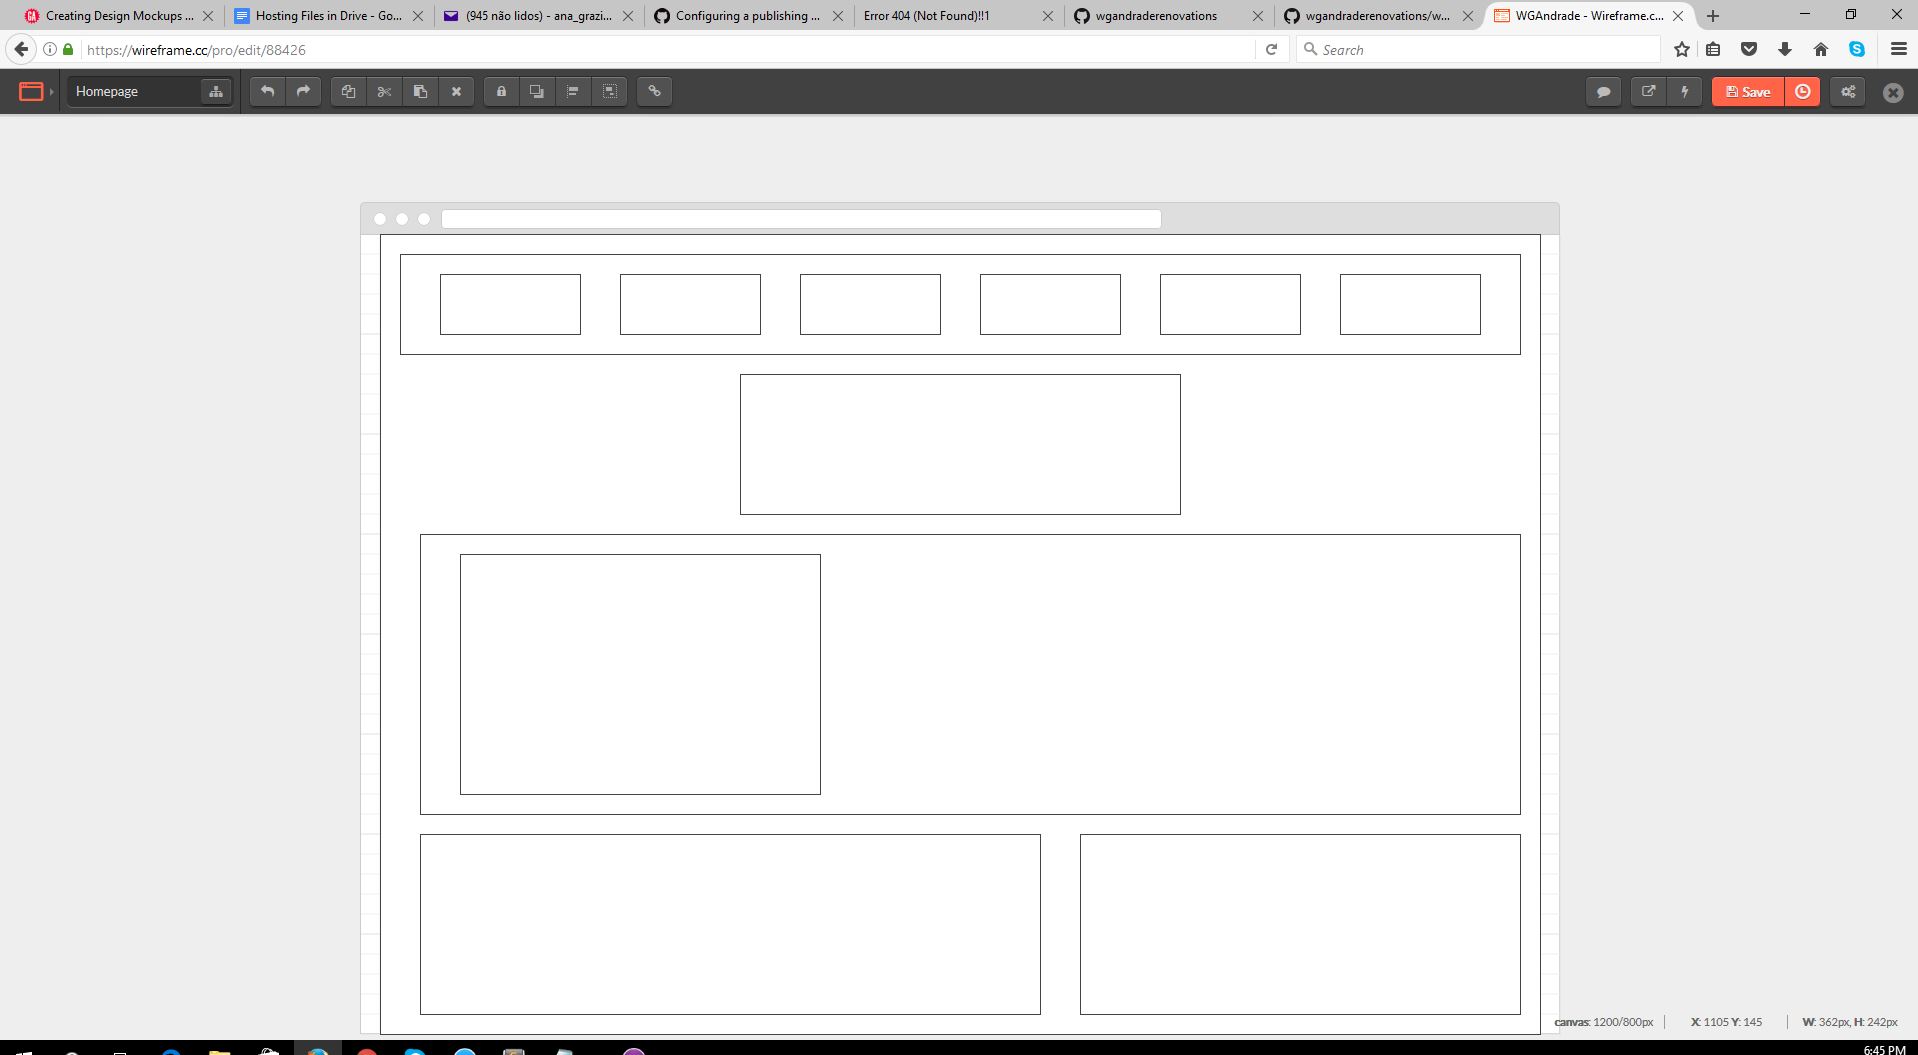 Creating Design Mockups ...
Hosting Files in Drive - Go...
(945 não lidos) - ana_grazi...
Configuring a publishing ...
Error 404 (Not Found)!!1
wgandraderenovations
wgandraderenovations/w...
WGAndrade - Wireframe.c...
https://wireframe.cc/pro/edit/88426
Search
Homepage
Save
canvas: 1200/800px
X: 1105 Y: 145
W: 362px, H: 242px
6:45 PM